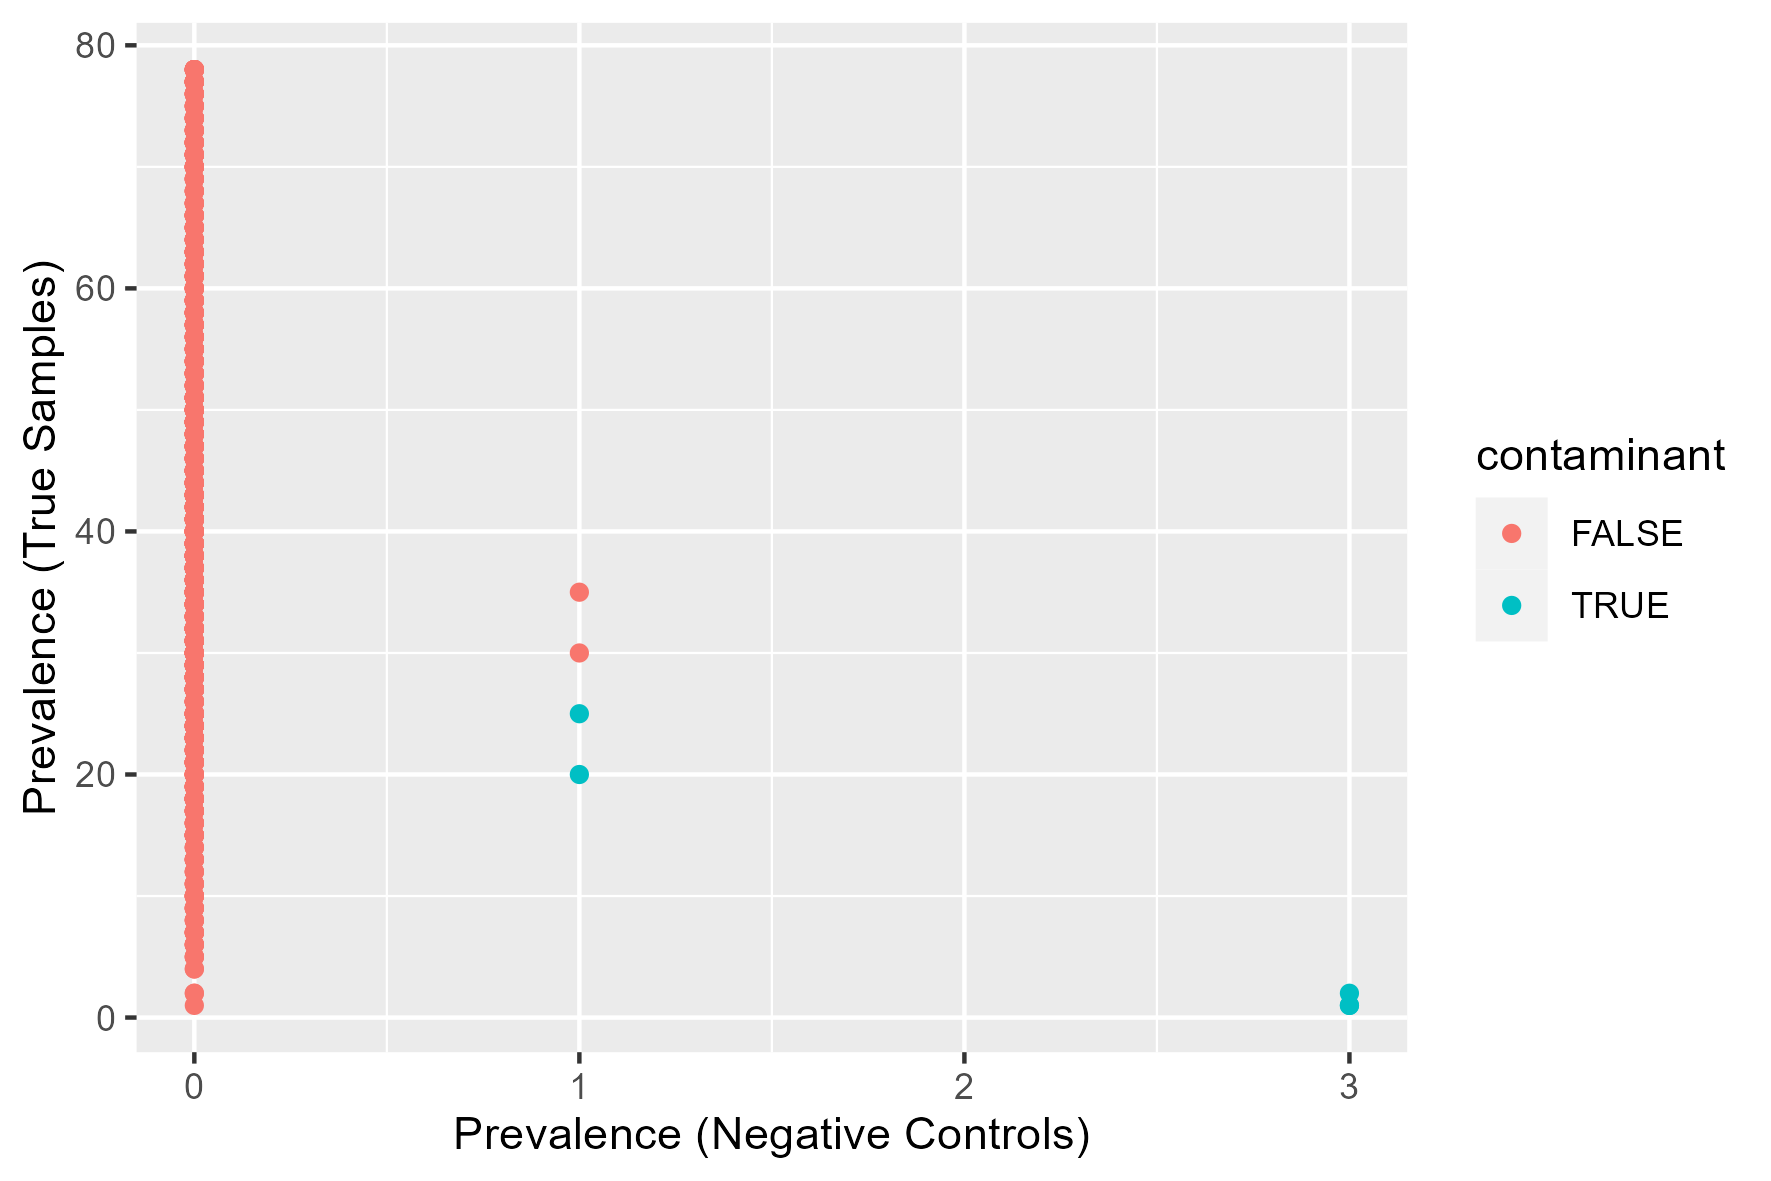 80
60
40
20
0
Prevalence (True Samples)
0 1 2 3
Prevalence (Negative Controls)
contaminant
FALSE
TRUE